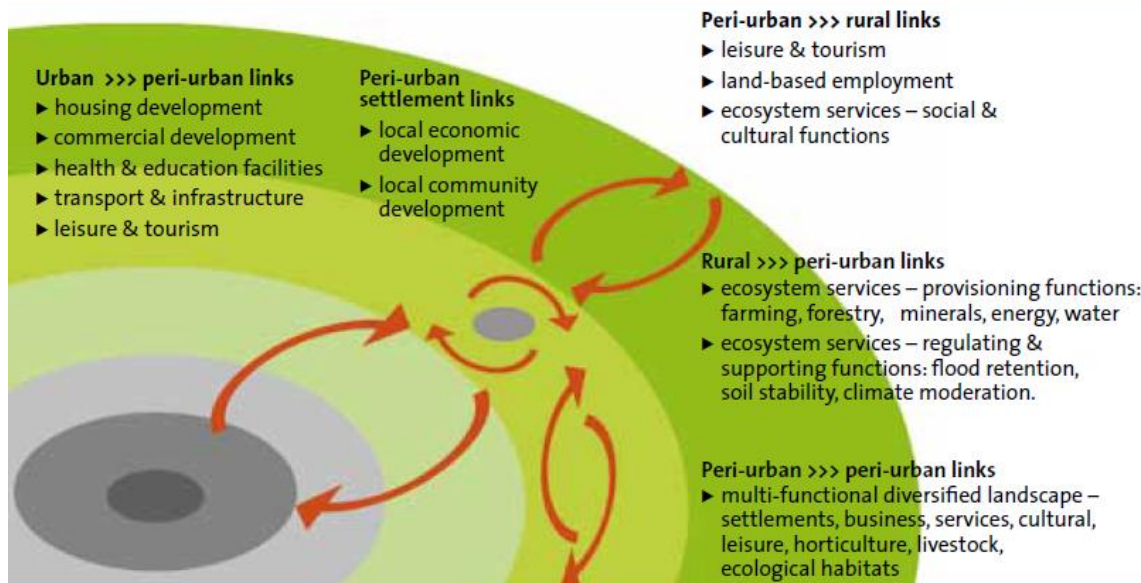 Urban >>> peri-urban links
► housing development
► commercial development
► health & education facilities
► transport & infrastructure
► leisure & tourism
Peri-urban
settlement links
► local economic
development
► local community
development
Peri-urban >>> rural links
► leisure & tourism
► land-based employment
► ecosystem services – social &
cultural functions
Rural >>> peri-urban links
► ecosystem services – provisioning functions:
farming, forestry, minerals, energy, water
► ecosystem services – regulating &
supporting functions: flood retention,
soil stability, climate moderation.
Peri-urban >>> peri-urban links
► multi-functional diversified landscape –
settlements, business, services, cultural,
leisure, horticulture, livestock,
ecological habitats